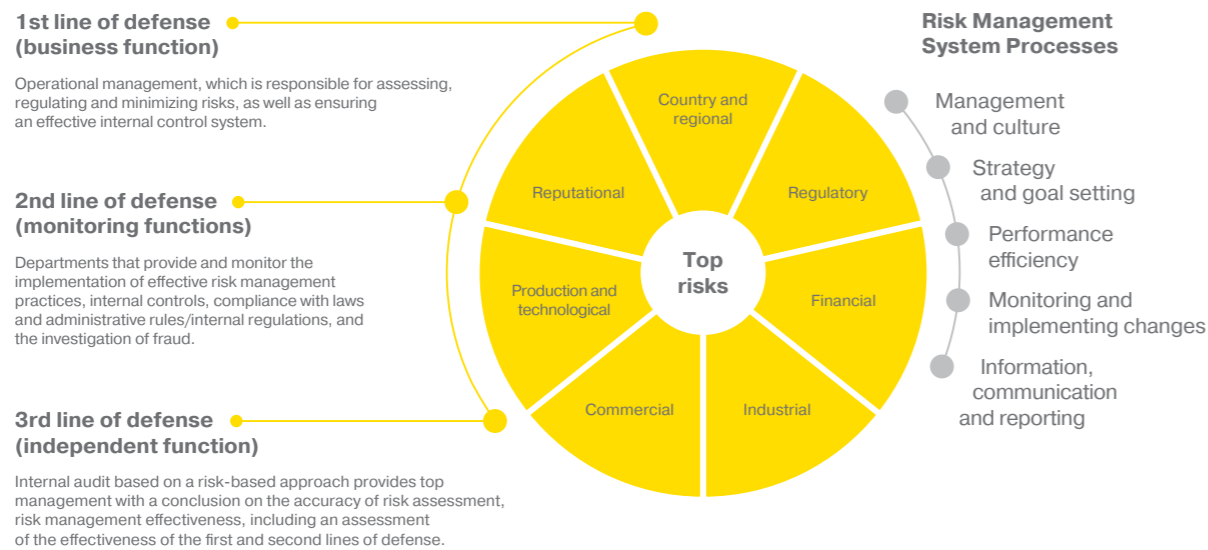 1st line of defense
(business function)
Operational management, which is responsible for assessing,
regulating and minimizing risks, as well as ensuring
an effective internal control system.
2nd line of defense
(monitoring functions)
Departments that provide and monitor the
implementation of effective risk management
practices, internal controls, compliance with laws
and administrative rules/internal regulations, and
the investigation of fraud.
3rd line of defense
(independent function)
Internal audit based on a risk-based approach provides top
management with a conclusion on the accuracy of risk assessment,
risk management effectiveness, including an assessment
of the effectiveness of the first and second lines of defense.
Country and
regional
Regulatory
Financial
Industrial
Commercial
Production and
technological
Reputational
Top
risks
Risk Management
System Processes
Management
and culture
Strategy
and goal setting
Performance
efficiency
Monitoring and
implementing changes
Information,
communication
and reporting